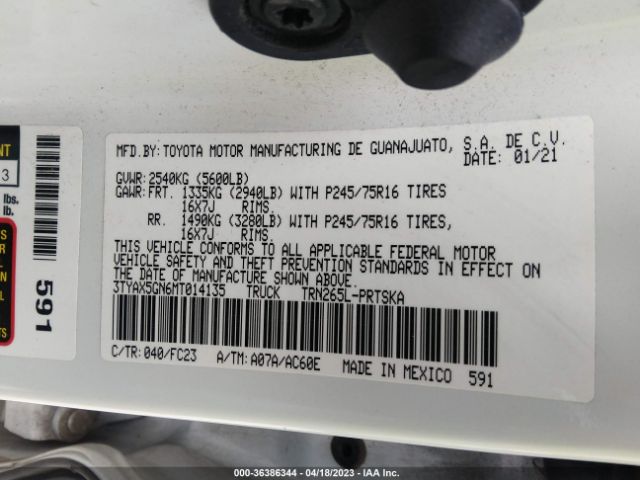 MFD.BY: TOYOTA MOTOR MANUFACTURING DE GUANAJUATO, S.A. DE C.V.
DATE: 01/21
GVWR: 2540KG (5600LB)
GAWR: FRT. 1335KG (2940LB) WITH P245/75R16 TIRES
16X7J RIMS
RR. 1490KG (3280LB) WITH P245/75R16 TIRES,
16X7J RIMS.
THIS VEHICLE CONFORMS TO ALL APPLICABLE FEDERAL MOTOR
VEHICLE SAFETY AND THEFT PREVENTION STANDARDS IN EFFECT ON
THE DATE OF MANUFACTURE SHOWN ABOVE.
3TYAX5GN6MT014135 TRUCK TRN265L-PRTSKA
C/TR: 040/FC23 A/TM: A07A/AC60E MADE IN MEXICO 591
NT
3
lbs.
lb.
591
000-36386344 / 04/18/2023 / IAA Inc.